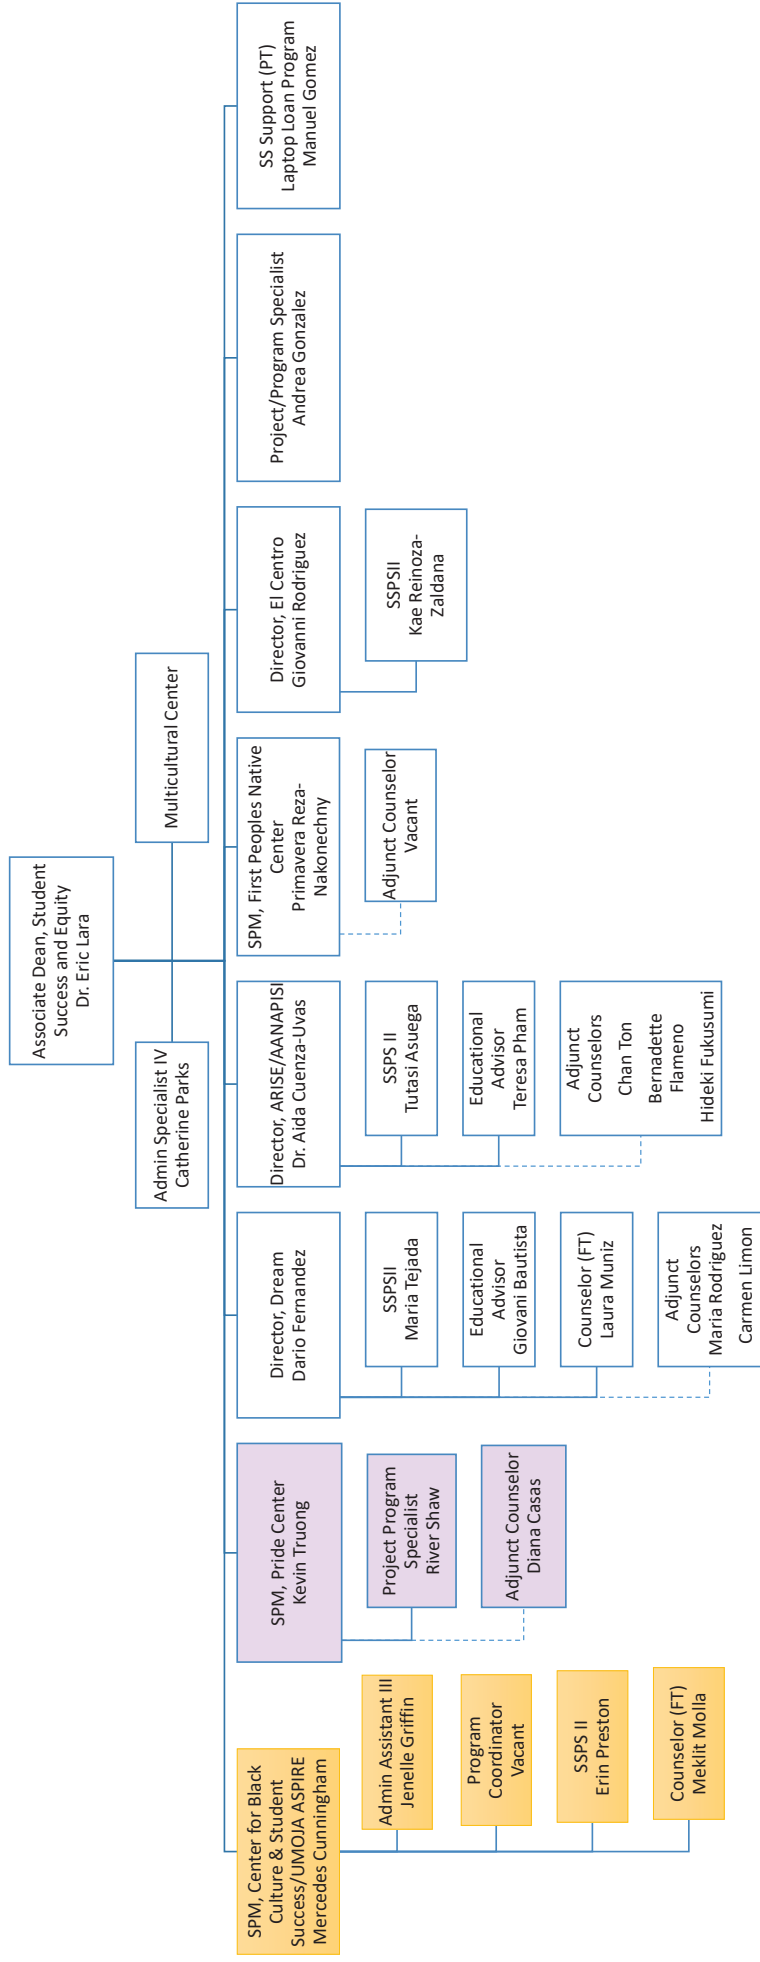 Associate Dean, Student
Success and Equity
Dr. Eric Lara
Admin Specialist IV
Catherine Parks
Multicultural Center
SPM, Center for Black
Culture & Student
Success/UMOJA ASPIRE
Mercedes Cunningham
Admin Assistant III
Jenelle Griffin
Program
Coordinator
Vacant
SSPS II
Erin Preston
Counselor (FT)
Meklit Molla
SPM, Pride Center
Kevin Truong
Project Program
Specialist
River Shaw
Adjunct Counselor
Diana Casas
Director, Dream
Dario Fernandez
SSPSII
Maria Tejada
Educational
Advisor
Giovani Bautista
Counselor (FT)
Laura Muniz
Adjunct
Counselors
Maria Rodriguez
Carmen Limon
Director, ARISE/AANAPISI
Dr. Aida Cuenza-Uvas
SSPS II
Tutasi Asuega
Educational
Advisor
Teresa Pham
Adjunct
Counselors
Chan Ton
Bernadette
Flameno
Hideki Fukusumi
SPM, First Peoples Native
Center
Primavera Reza-
Nakonechny
Adjunct Counselor
Vacant
Director, El Centro
Giovanni Rodriguez
SSPSII
Kae Reinoza-
Zaldana
Project/Program Specialist
Andrea Gonzalez
SS Support (PT)
Laptop Loan Program
Manuel Gomez